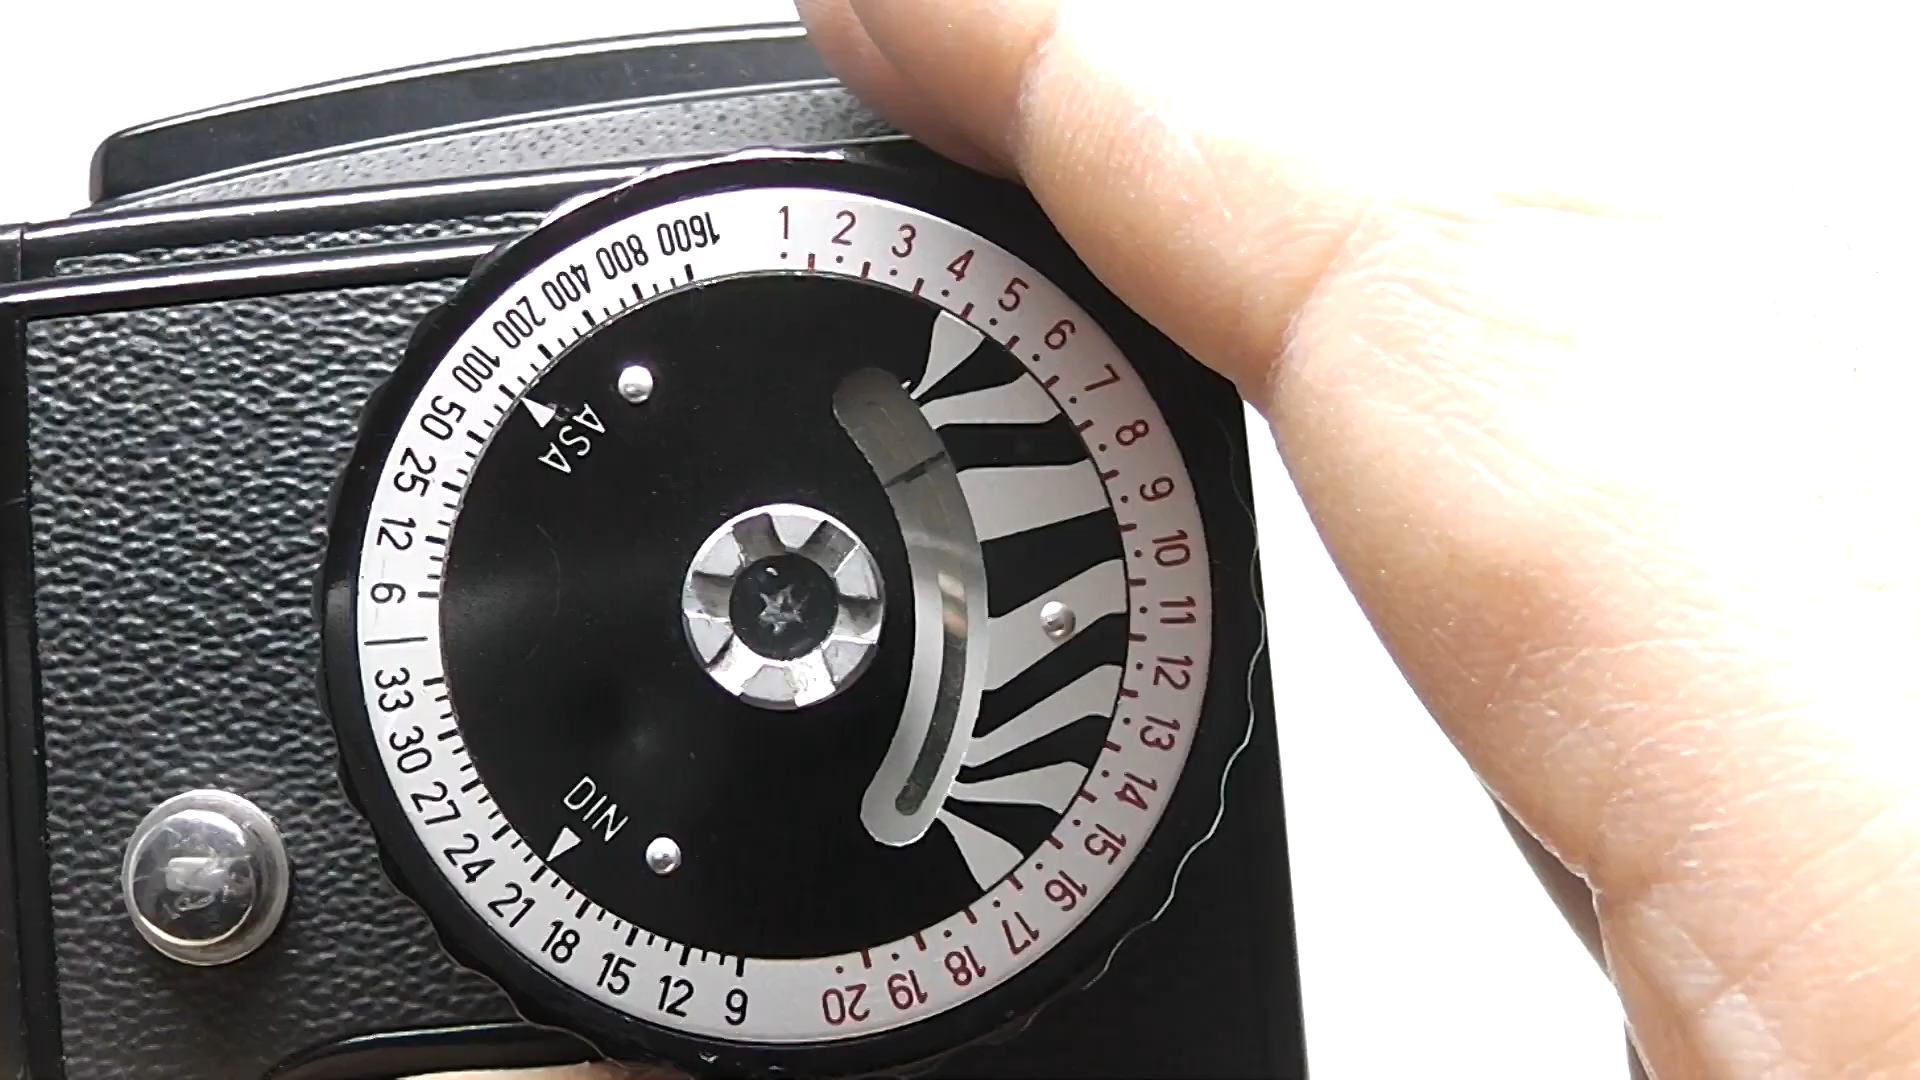 1600 800 400 200 100 50 25 12 6
ASA
1 2 3 4 5 6 7 8 9 10 11 12 13 14 15 16 17 18 19 20
33 30 27 24 21 18 15 12 9
DIN